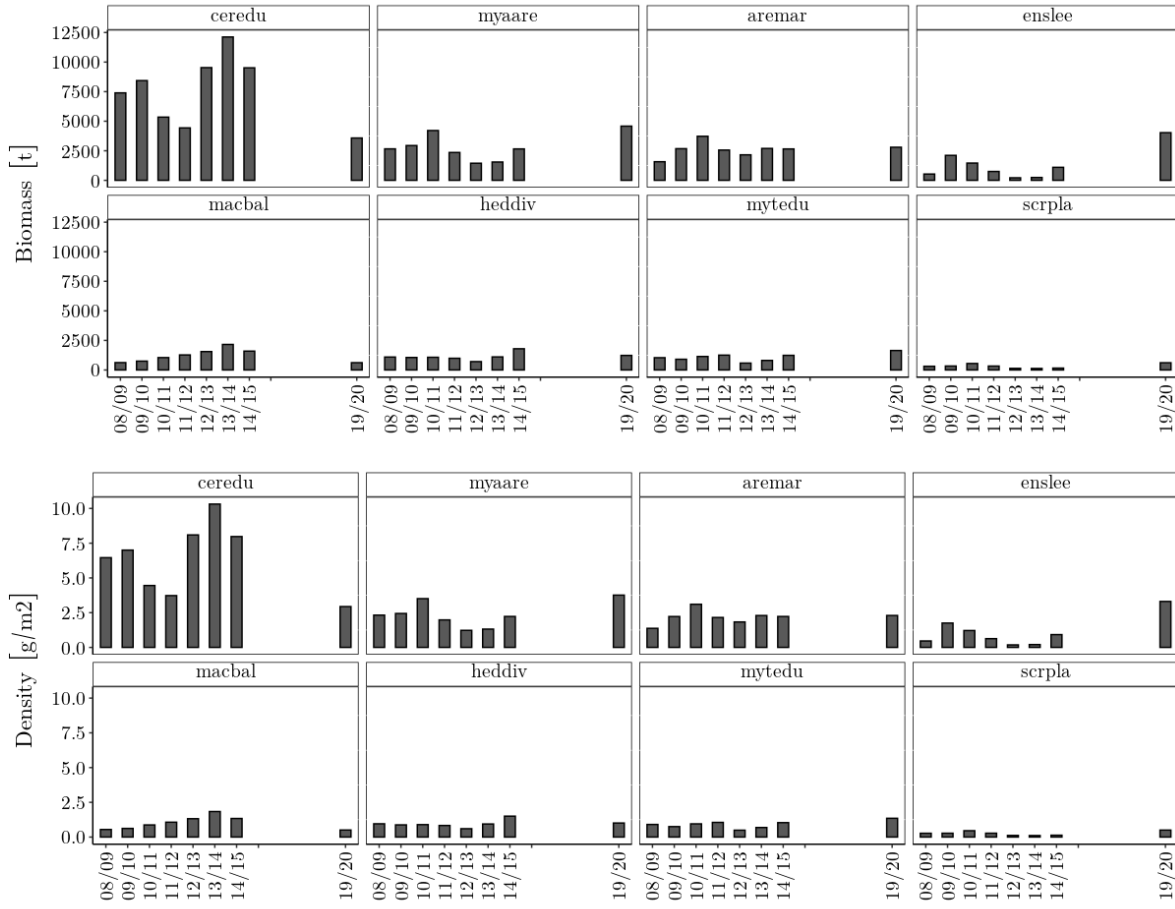 ceredu myaare aremar enslee
12500
10000
7500
5000
2500
0
Biomass [t]
macbal heddiv mytedu scrpla
12500
10000
7500
5000
2500
0
08/09 09/10 10/11 11/12 12/13 13/14 14/15 19/20 08/09 09/10 10/11 11/12 12/13 13/14 14/15 19/20 08/09 09/10 10/11 11/12 12/13 13/14 14/15 19/20 08/09 09/10 10/11 11/12 12/13 13/14 14/15 19/20
ceredu myaare aremar enslee
10.0
7.5
5.0
2.5
0.0
Density [g/m2]
macbal heddiv mytedu scrpla
10.0
7.5
5.0
2.5
0.0
08/09 09/10 10/11 11/12 12/13 13/14 14/15 19/20 08/09 09/10 10/11 11/12 12/13 13/14 14/15 19/20 08/09 09/10 10/11 11/12 12/13 13/14 14/15 19/20 08/09 09/10 10/11 11/12 12/13 13/14 14/15 19/20